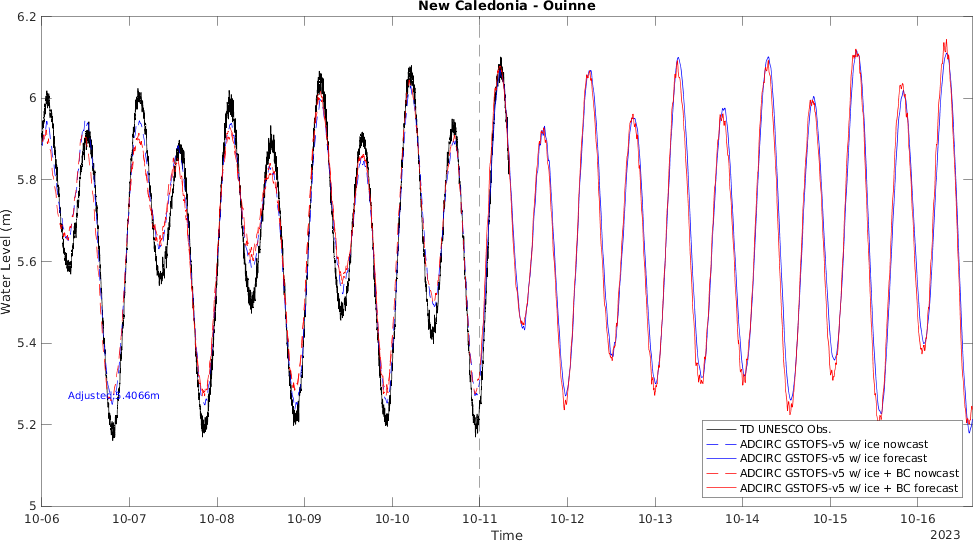 New Caledonia - Ouinne
Water Level (m)
6.2
6
5.8
5.6
5.4
5.2
5
Adjusted 5.4066m
TD UNESCO Obs.
ADCIRC GSTOFS-v5 w/ ice nowcast
ADCIRC GSTOFS-v5 w/ ice forecast
ADCIRC GSTOFS-v5 w/ ice + BC nowcast
ADCIRC GSTOFS-v5 w/ ice + BC forecast
10-06 10-07 10-08 10-09 10-10 10-11 10-12 10-13 10-14 10-15 10-16
Time
2023